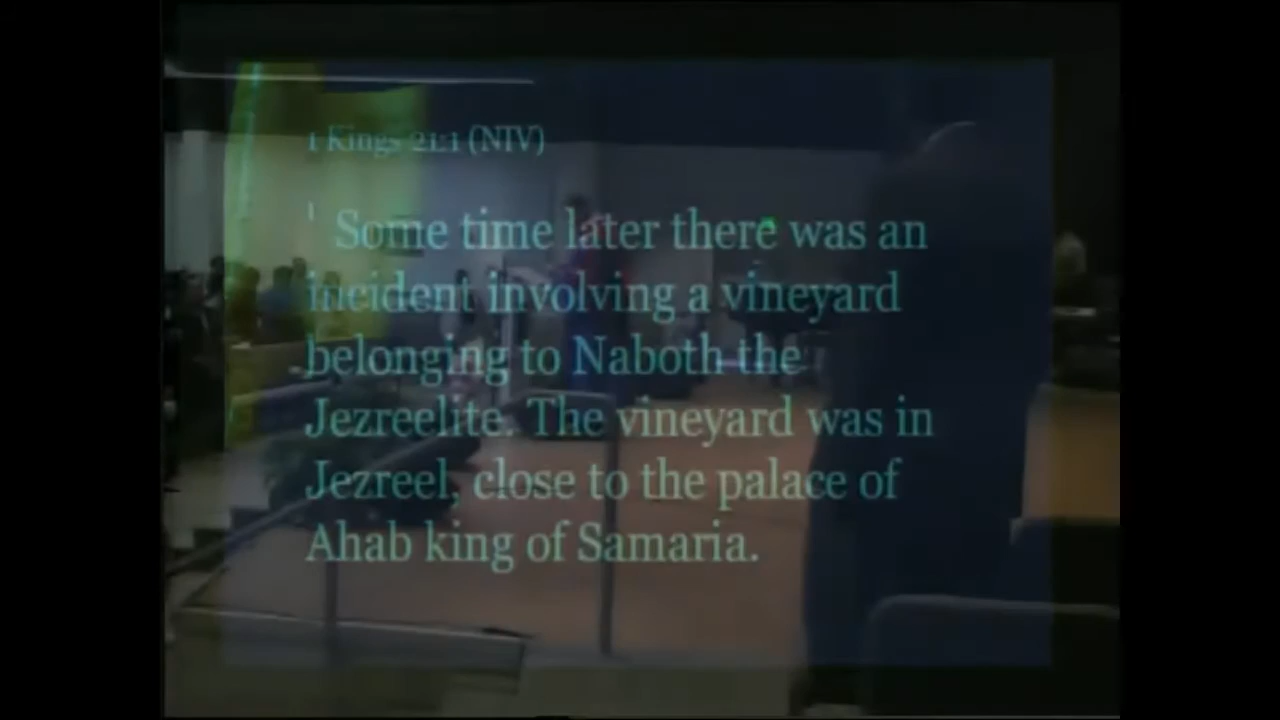 1 Kings 21:1 (NIV)
1 Some time later there was an
incident involving a vineyard
belonging to Naboth the
Jezreelite. The vineyard was in
Jezreel, close to the palace of
Ahab king of Samaria.